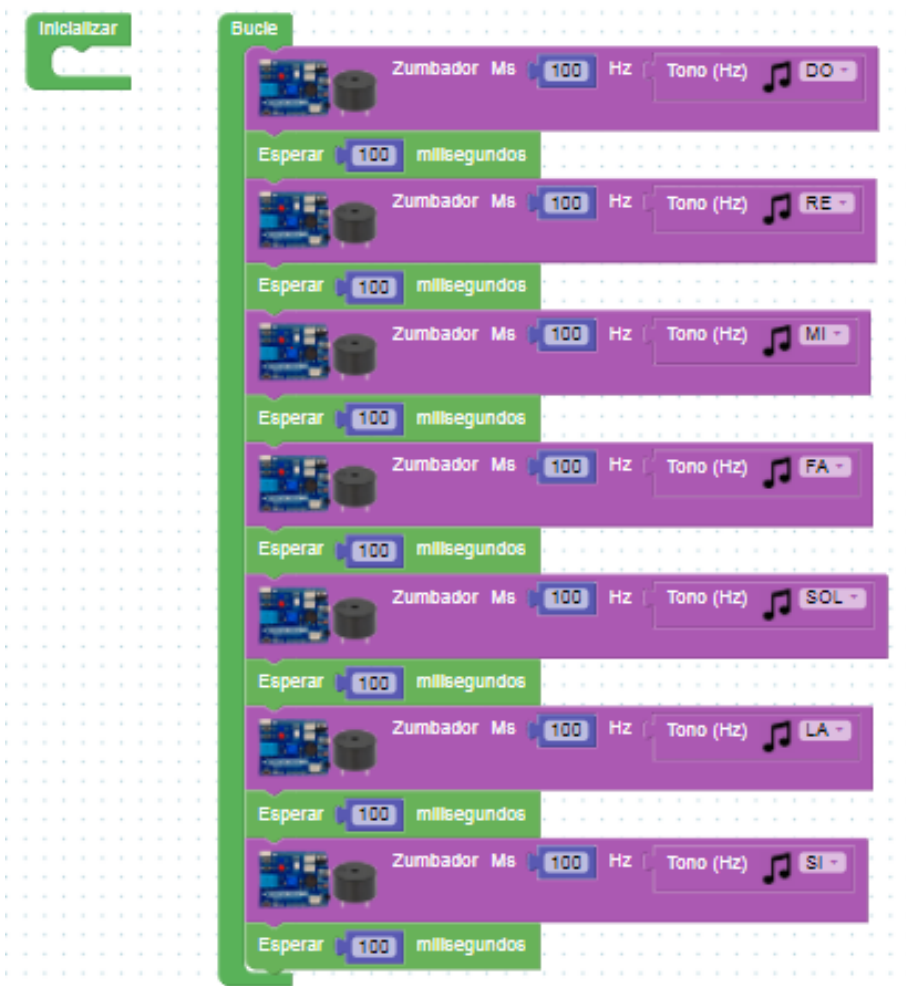 Inicializar
Bucle
Zumbador Ms 100 Hz Tono (Hz) DO
Esperar 100 milisegundos
Zumbador Ms 100 Hz Tono (Hz) RE
Esperar 100 milisegundos
Zumbador Ms 100 Hz Tono (Hz) MI
Esperar 100 milisegundos
Zumbador Ms 100 Hz Tono (Hz) FA
Esperar 100 milisegundos
Zumbador Ms 100 Hz Tono (Hz) SOL
Esperar 100 milisegundos
Zumbador Ms 100 Hz Tono (Hz) LA
Esperar 100 milisegundos
Zumbador Ms 100 Hz Tono (Hz) SI
Esperar 100 milisegundos